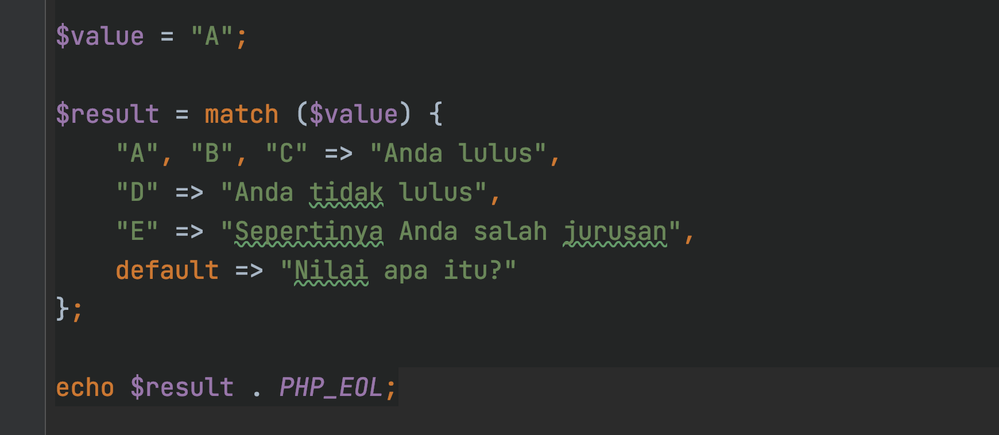 $value = "A";
$result = match ($value) {
"A", "B", "C" => "Anda lulus",
"D" => "Anda tidak lulus",
"E" => "Sepertinya Anda salah jurusan",
default => "Nilai apa itu?"
};
echo $result . PHP_EOL;